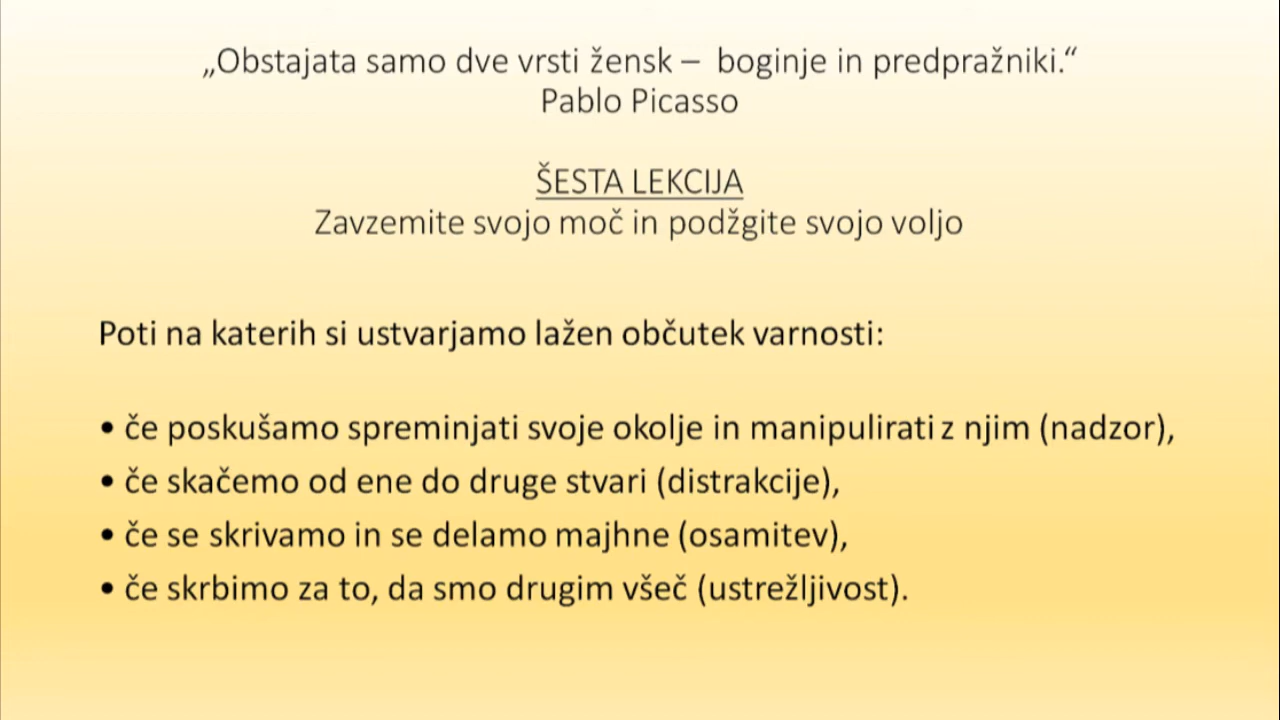 „Obstajata samo dve vrsti žensk – boginje in predpražniki.“
Pablo Picasso
ŠESTA LEKCIJA
Zavzemite svojo moč in podžgite svojo voljo
Poti na katerih si ustvarjamo lažen občutek varnosti:
• če poskušamo spreminjati svoje okolje in manipulirati z njim (nadzor),
• če skačemo od ene do druge stvari (distrakcije),
• če se skrivamo in se delamo majhne (osamitev),
• če skrbimo za to, da smo drugim všeč (ustrežljivost).